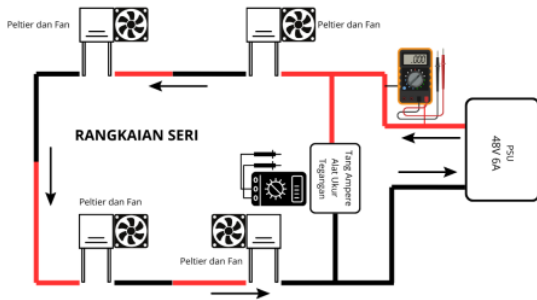 Peltier dan Fan
Peltier dan Fan
RANGKAIAN SERI
Tang Ampere
Alat Ukur
Tegangan
PSU
48V 6A
Peltier dan Fan
Peltier dan Fan